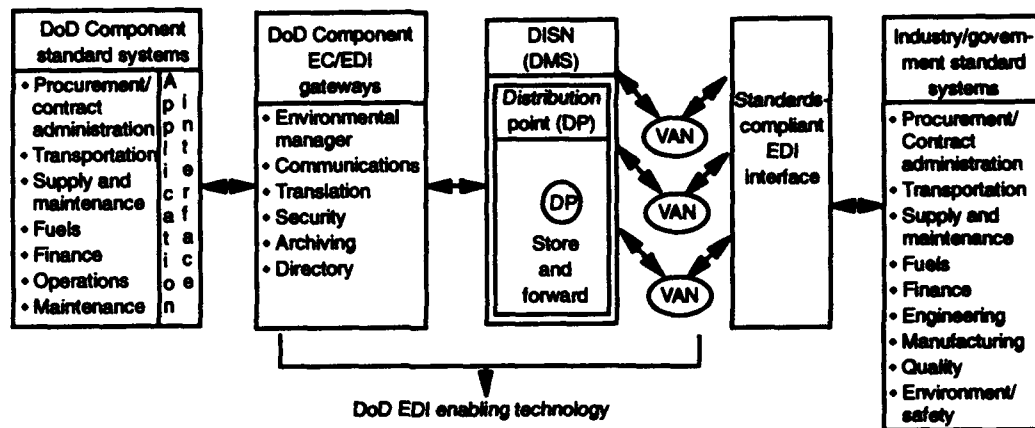 DoD Component
standard systems
• Procurement/
contract
administration
• Transportation
• Supply and
maintenance
• Fuels
• Finance
• Operations
• Maintenance
Application
interface
DoD Component
EC/EDI
gateways
• Environmental
manager
• Communications
• Translation
• Security
• Archiving
• Directory
DISN
(DMS)
Distribution
point (DP)
DP
Store
and
forward
VAN
VAN
VAN
Standards-
compliant
EDI
interface
Industry/govern-
ment standard
systems
• Procurement/
Contract
administration
• Transportation
• Supply and
maintenance
• Fuels
• Finance
• Engineering
• Manufacturing
• Quality
• Environment/
safety
DoD EDI enabling technology